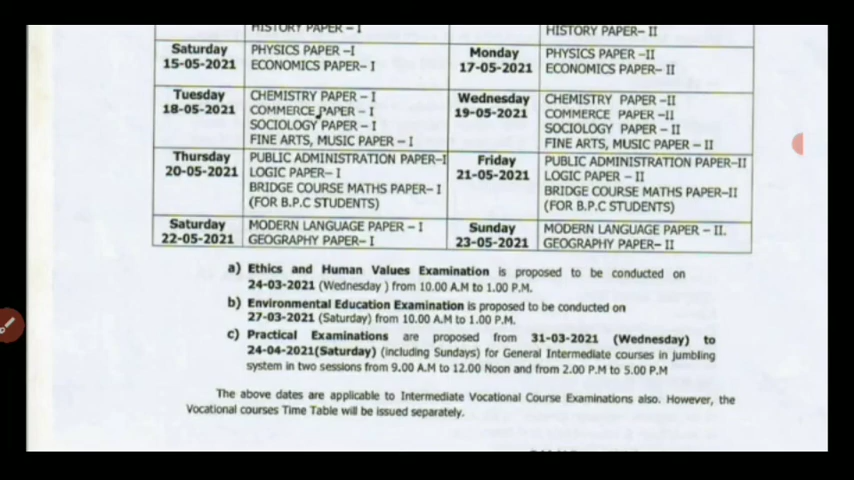 HISTORY PAPER – I
HISTORY PAPER– II
Saturday
15-05-2021
PHYSICS PAPER –I
ECONOMICS PAPER– I
Monday
17-05-2021
PHYSICS PAPER –II
ECONOMICS PAPER– II
Tuesday
18-05-2021
CHEMISTRY PAPER – I
COMMERCE PAPER – I
SOCIOLOGY PAPER – I
FINE ARTS, MUSIC PAPER – I
Wednesday
19-05-2021
CHEMISTRY PAPER –II
COMMERCE PAPER –II
SOCIOLOGY PAPER – II
FINE ARTS, MUSIC PAPER – II
Thursday
20-05-2021
PUBLIC ADMINISTRATION PAPER–I
LOGIC PAPER– I
BRIDGE COURSE MATHS PAPER– I
(FOR B.P.C STUDENTS)
Friday
21-05-2021
PUBLIC ADMINISTRATION PAPER–II
LOGIC PAPER – II
BRIDGE COURSE MATHS PAPER–II
(FOR B.P.C STUDENTS)
Saturday
22-05-2021
MODERN LANGUAGE PAPER – I
GEOGRAPHY PAPER– I
Sunday
23-05-2021
MODERN LANGUAGE PAPER – II.
GEOGRAPHY PAPER– II
a) Ethics and Human Values Examination is proposed to be conducted on
24-03-2021 (Wednesday ) from 10.00 A.M to 1.00 P.M.
b) Environmental Education Examination is proposed to be conducted on
27-03-2021 (Saturday) from 10.00 A.M to 1.00 P.M.
c) Practical Examinations are proposed from 31-03-2021 (Wednesday) to
24-04-2021(Saturday) (including Sundays) for General Intermediate courses in jumbling
system in two sessions from 9.00 A.M to 12.00 Noon and from 2.00 P.M to 5.00 P.M
The above dates are applicable to Intermediate Vocational Course Examinations also. However, the
Vocational courses Time Table will be issued separately.